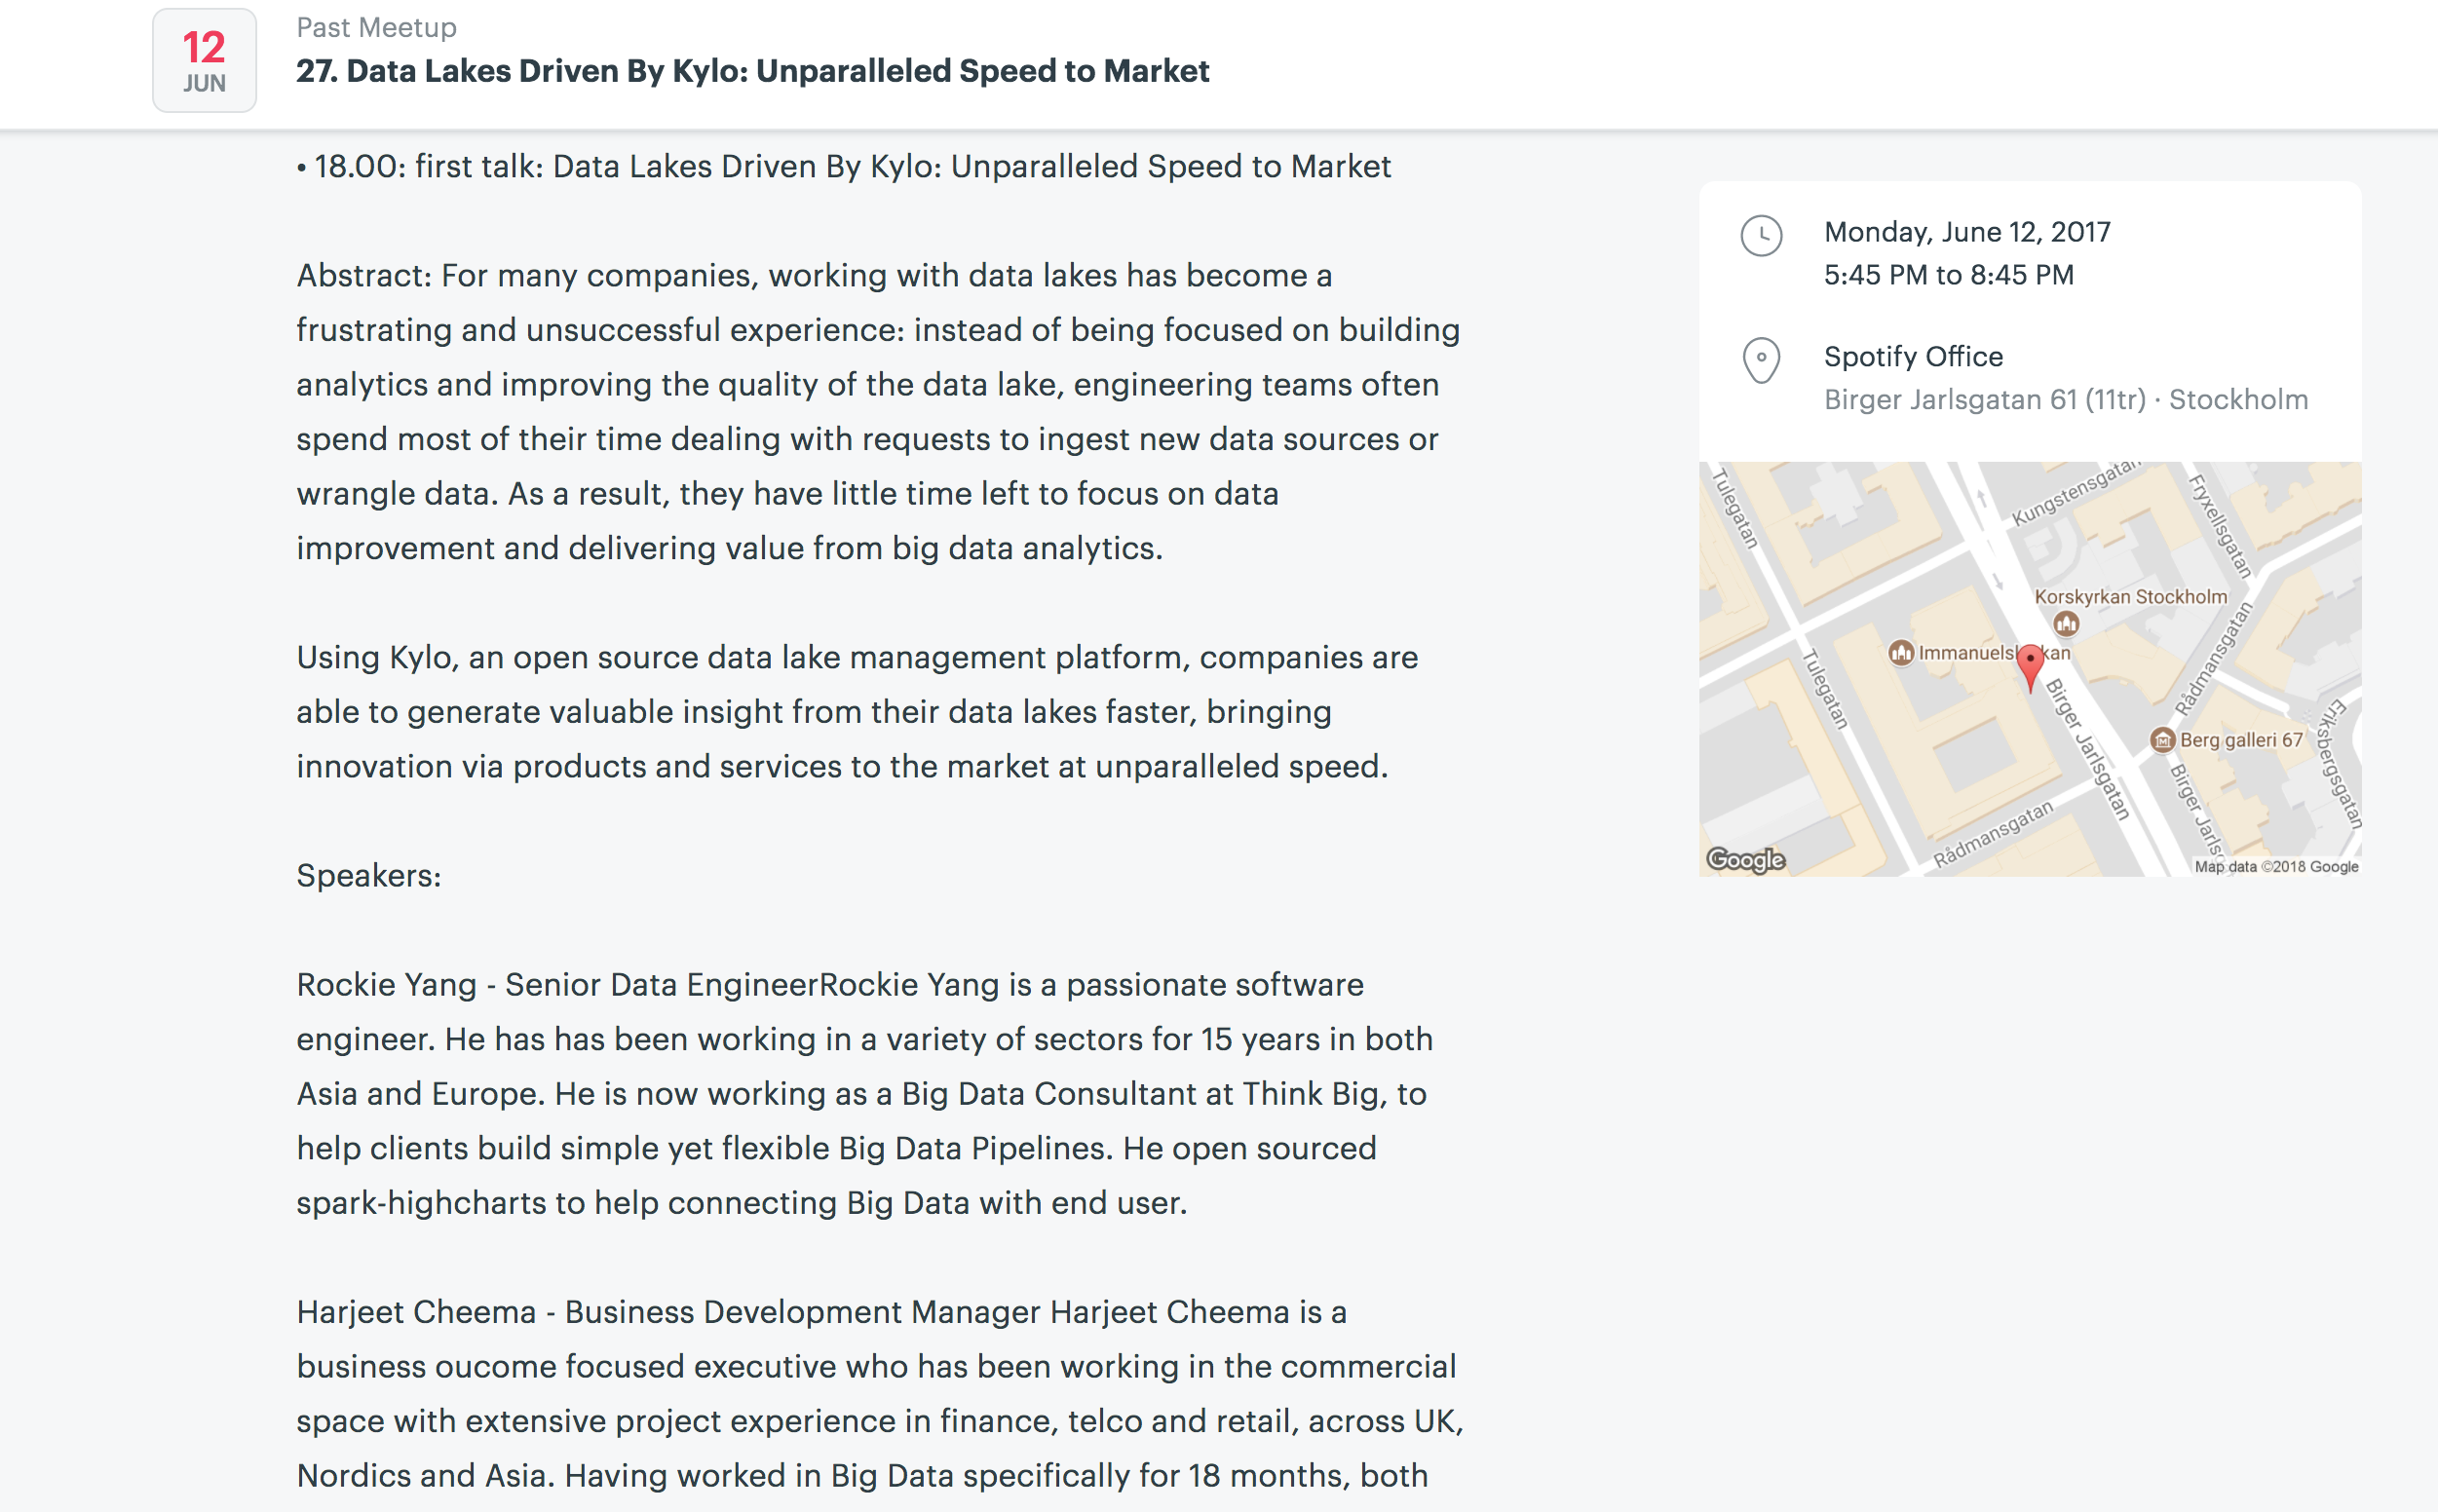 12
JUN
Past Meetup
27. Data Lakes Driven By Kylo: Unparalleled Speed to Market
• 18.00: first talk: Data Lakes Driven By Kylo: Unparalleled Speed to Market
Abstract: For many companies, working with data lakes has become a
frustrating and unsuccessful experience: instead of being focused on building
analytics and improving the quality of the data lake, engineering teams often
spend most of their time dealing with requests to ingest new data sources or
wrangle data. As a result, they have little time left to focus on data
improvement and delivering value from big data analytics.
Using Kylo, an open source data lake management platform, companies are
able to generate valuable insight from their data lakes faster, bringing
innovation via products and services to the market at unparalleled speed.
Speakers:
Rockie Yang - Senior Data EngineerRockie Yang is a passionate software
engineer. He has has been working in a variety of sectors for 15 years in both
Asia and Europe. He is now working as a Big Data Consultant at Think Big, to
help clients build simple yet flexible Big Data Pipelines. He open sourced
spark-highcharts to help connecting Big Data with end user.
Harjeet Cheema - Business Development Manager Harjeet Cheema is a
business oucome focused executive who has been working in the commercial
space with extensive project experience in finance, telco and retail, across UK,
Nordics and Asia. Having worked in Big Data specifically for 18 months, both
Monday, June 12, 2017
5:45 PM to 8:45 PM
Spotify Office
Birger Jarlsgatan 61 (11tr) · Stockholm
Tulegatan
Kungstensgatan
Fryxellsgatan
Korskyrkan Stockholm
Rådmansgatan
Tulegatan
Birger Jarlsgatan
Eriksbergsgatan
Berg galleri 67
Rådmansgatan
Google
Map data ©2018 Google